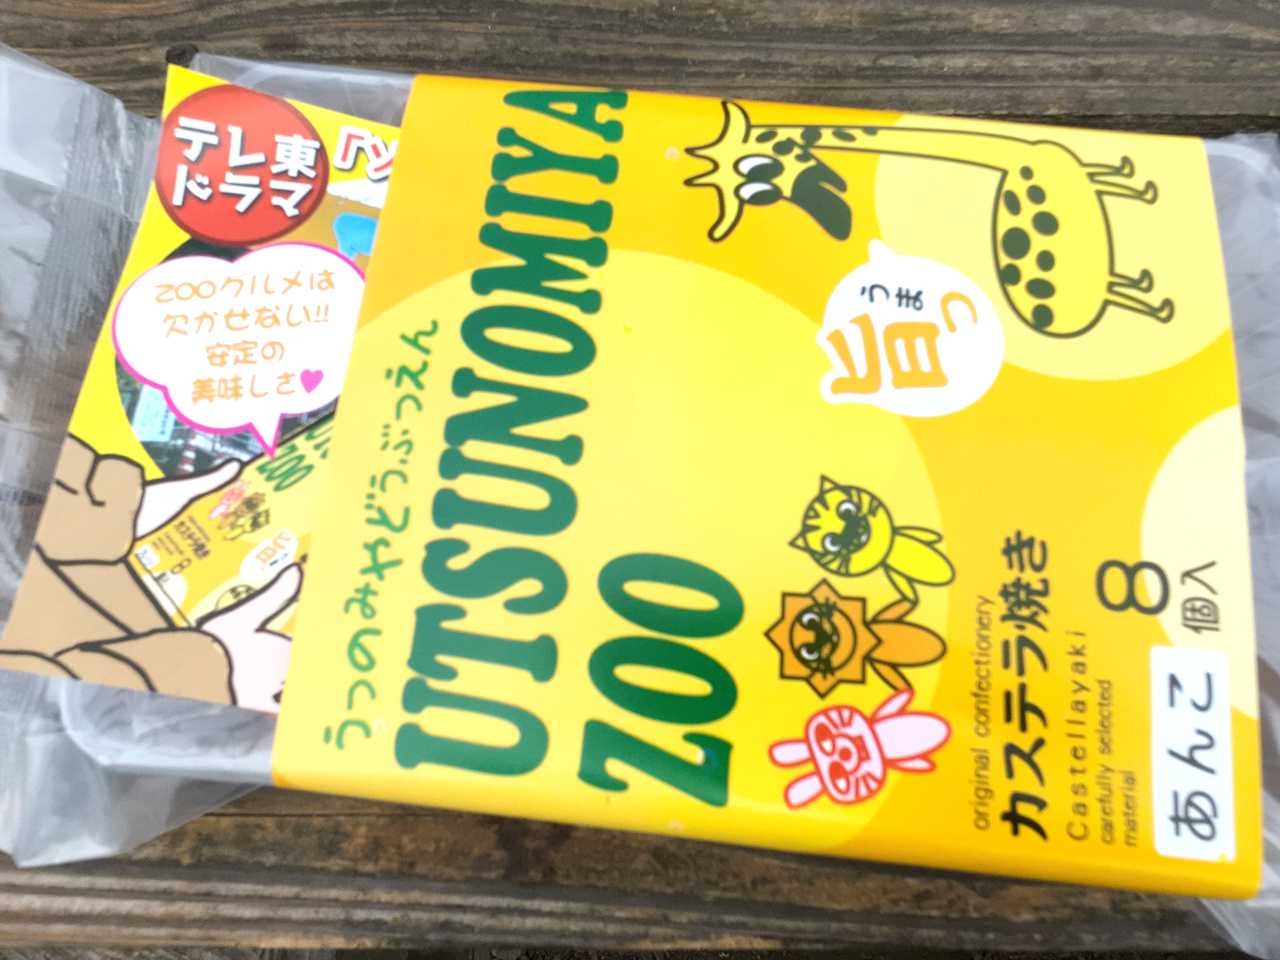 テレ東
ドラマ
ZOOグルメは
欠かせない!!
安定の
美味しさ♥
うつのみやどうぶつえん
UTSUNOMIYA
ZOO
うまっ
旨
original confectionery
カステラ焼き
Castellayaki
carefully selected
material
8
個入
あんこ